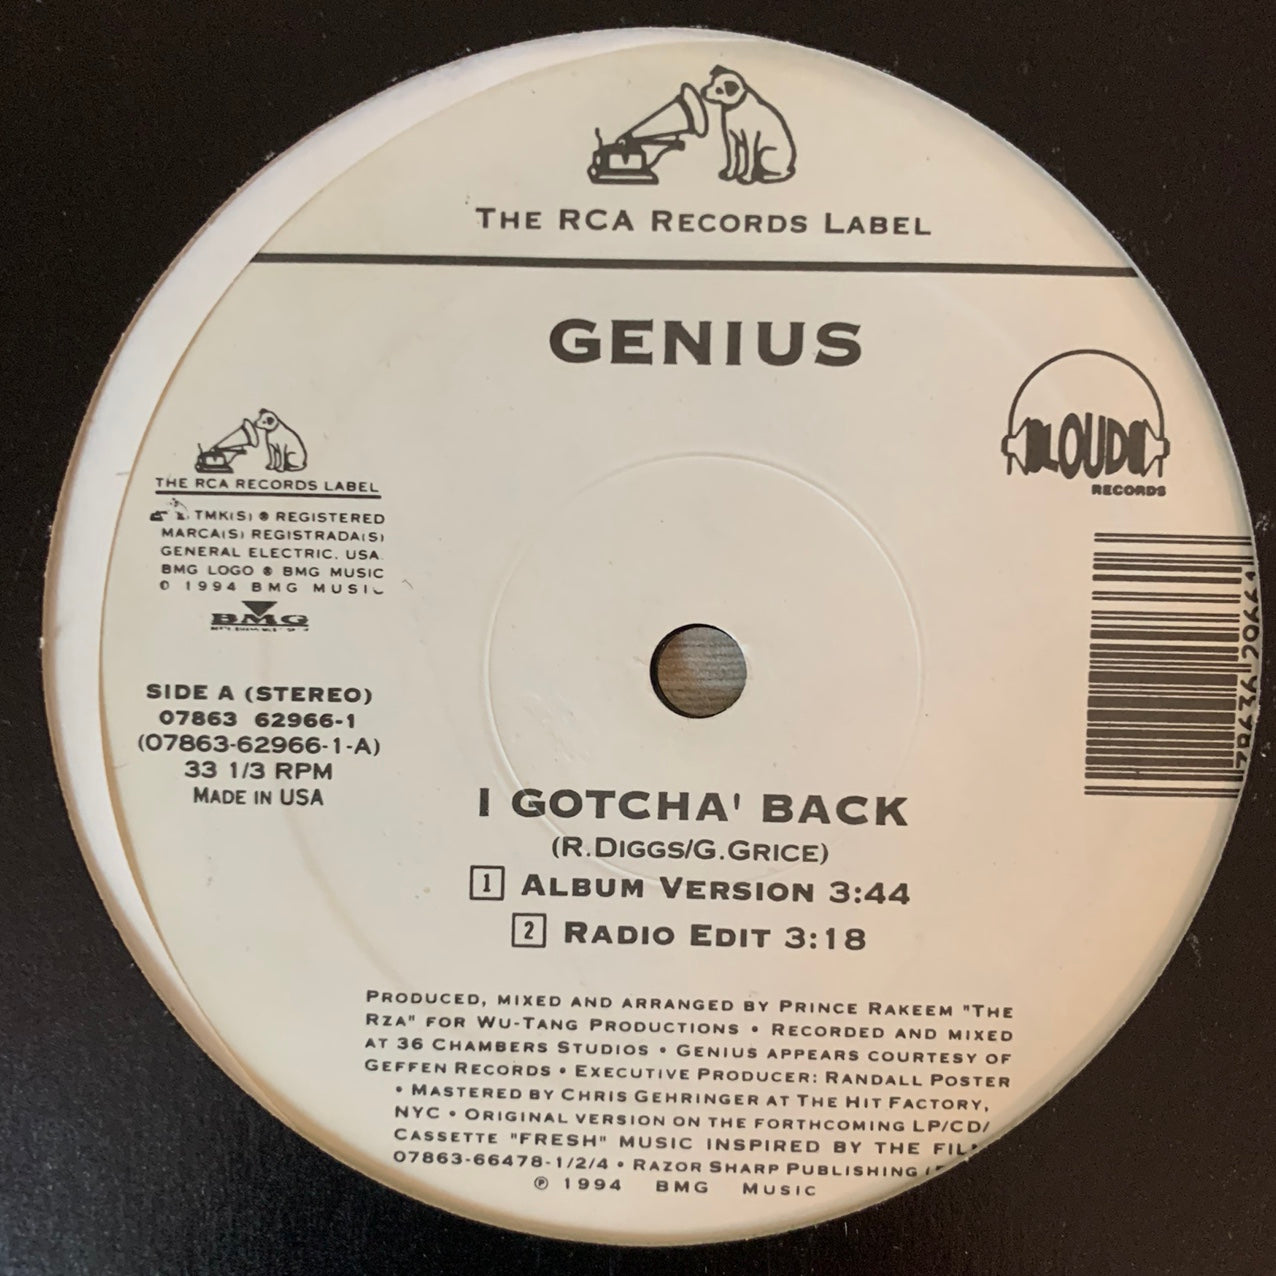 THE RCA RECORDS LABEL
GENIUS
LOUD
RECORDS
THE RCA RECORDS LABEL
TMK(S) ® REGISTERED
MARCA(S) REGISTRADA(S)
GENERAL ELECTRIC, USA.
BMG LOGO ® BMG MUSIC
© 1994 BMG MUSIC
BMG
SIDE A (STEREO)
07863 62966-1
(07863-62966-1-A)
33 1/3 RPM
MADE IN USA
I GOTCHA' BACK
(R.DIGGS/G.GRICE)
1 ALBUM VERSION 3:44
2 RADIO EDIT 3:18
PRODUCED, MIXED AND ARRANGED BY PRINCE RAKEEM "THE
RZA" FOR WU-TANG PRODUCTIONS • RECORDED AND MIXED
AT 36 CHAMBERS STUDIOS • GENIUS APPEARS COURTESY OF
GEFFEN RECORDS • EXECUTIVE PRODUCER: RANDALL POSTER
• MASTERED BY CHRIS GEHRINGER AT THE HIT FACTORY,
NYC • ORIGINAL VERSION ON THE FORTHCOMING LP/CD/
CASSETTE "FRESH" MUSIC INSPIRED BY THE
07863-66478-1/2/4 • RAZOR SHARP PUBLISHING
℗ 1994 BMG MUSIC